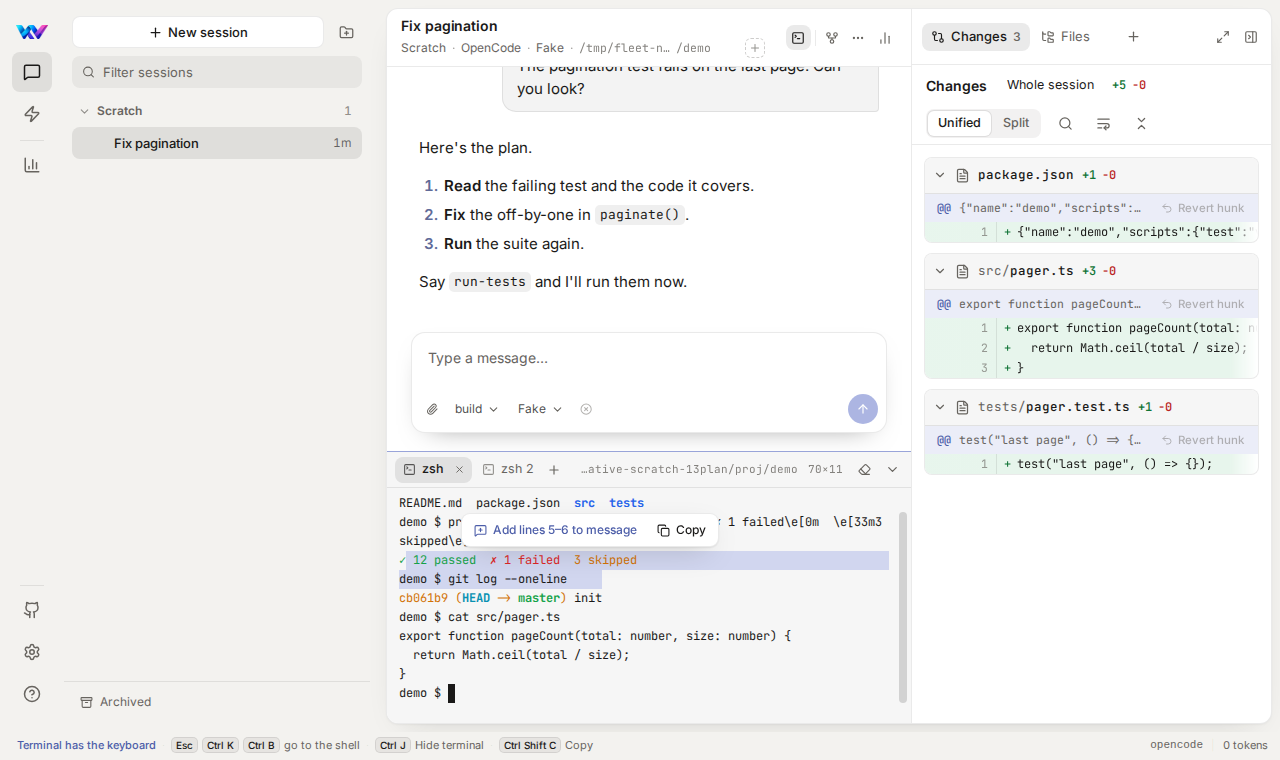 New session
Filter sessions
Scratch 1
Fix pagination 1m
Archived
Fix pagination
Scratch · OpenCode · Fake · /tmp/fleet-n… /demo
The pagination test fails on the last page. Can
you look?
Here's the plan.
1. Read the failing test and the code it covers.
2. Fix the off-by-one in paginate().
3. Run the suite again.
Say run-tests and I'll run them now.
Type a message...
build
Fake
zsh
zsh 2
…ative-scratch-13plan/proj/demo 70×11
README.md package.json src tests
demo $ pr
1 failed\e[0m \e[33m3
skipped\e
Add lines 5–6 to message
Copy
✓ 12 passed ✗ 1 failed 3 skipped
demo $ git log --oneline
cb061b9 (HEAD -> master) init
demo $ cat src/pager.ts
export function pageCount(total: number, size: number) {
return Math.ceil(total / size);
}
demo $
Changes 3
Files
Changes Whole session +5 -0
Unified Split
package.json +1 -0
@@ {"name":"demo","scripts":… Revert hunk
1 + {"name":"demo","scripts":{"test":"
src/pager.ts +3 -0
@@ export function pageCount… Revert hunk
1 + export function pageCount(total: n
2 + return Math.ceil(total / size);
3 + }
tests/pager.test.ts +1 -0
@@ test("last page", () => {… Revert hunk
1 + test("last page", () => {});
Terminal has the keyboard Esc Ctrl K Ctrl B go to the shell Ctrl J Hide terminal Ctrl Shift C Copy
opencode 0 tokens